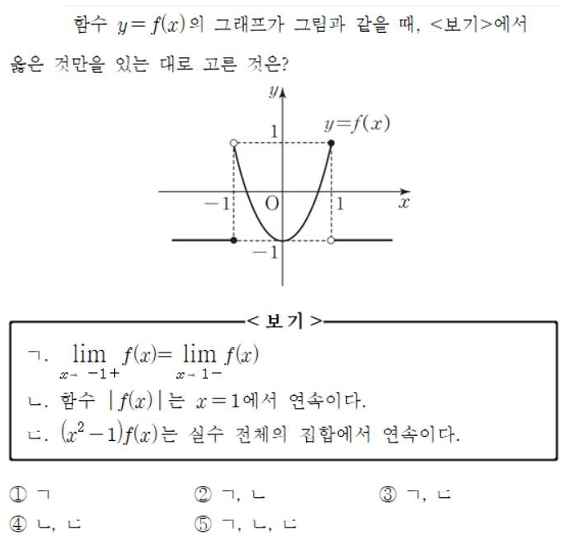 함수 y=f(x)의 그래프가 그림과 같을 때, <보기>에서
옳은 것만을 있는 대로 고른 것은?
y
1
y=f(x)
−1
O
1
x
−1
<보 기>
ㄱ. lim_{x→ −1+} f(x)= lim_{x→ 1−} f(x)
ㄴ. 함수 |f(x)|는 x=1에서 연속이다.
ㄷ. (x²−1)f(x)는 실수 전체의 집합에서 연속이다.
① ㄱ ② ㄱ, ㄴ ③ ㄱ, ㄷ
④ ㄴ, ㄷ ⑤ ㄱ, ㄴ, ㄷ